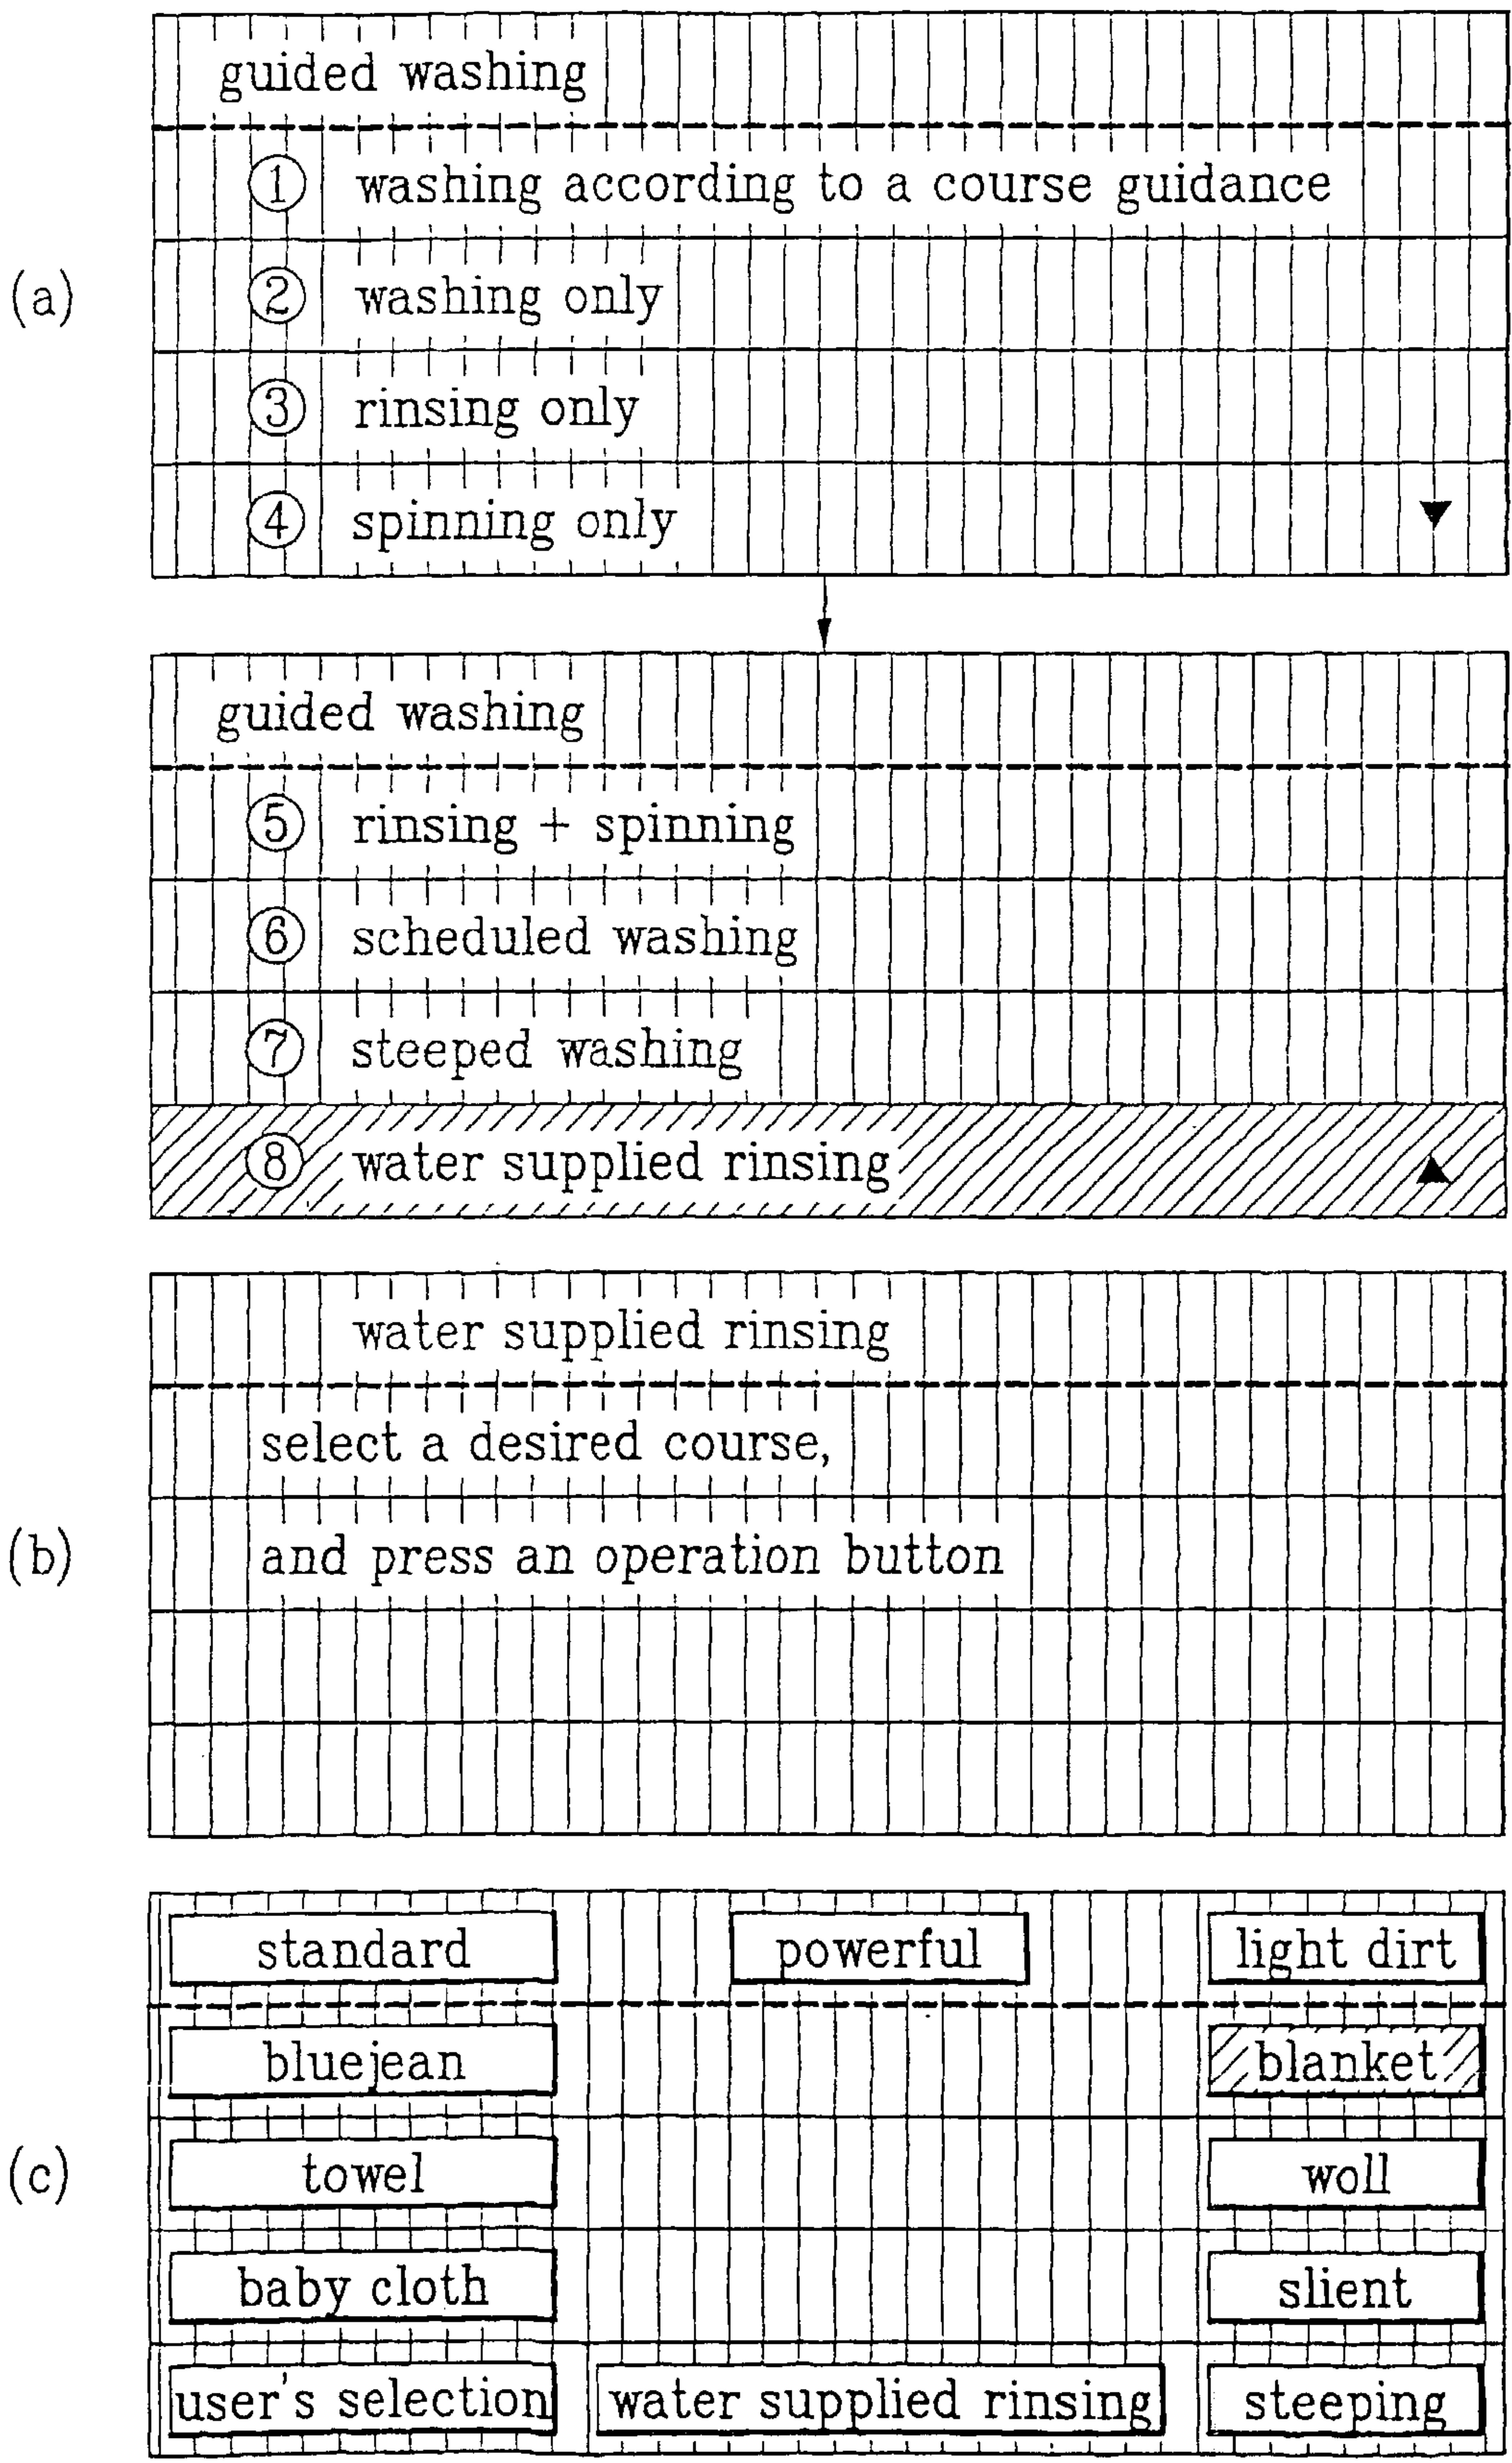 (a)
guided washing
① washing according to a course guidance
② washing only
③ rinsing only
④ spinning only
guided washing
⑤ rinsing + spinning
⑥ scheduled washing
⑦ steeped washing
⑧ water supplied rinsing
(b)
water supplied rinsing
select a desired course,
and press an operation button
(c)
standard powerful light dirt
bluejean blanket
towel woll
baby cloth slient
user's selection water supplied rinsing steeping